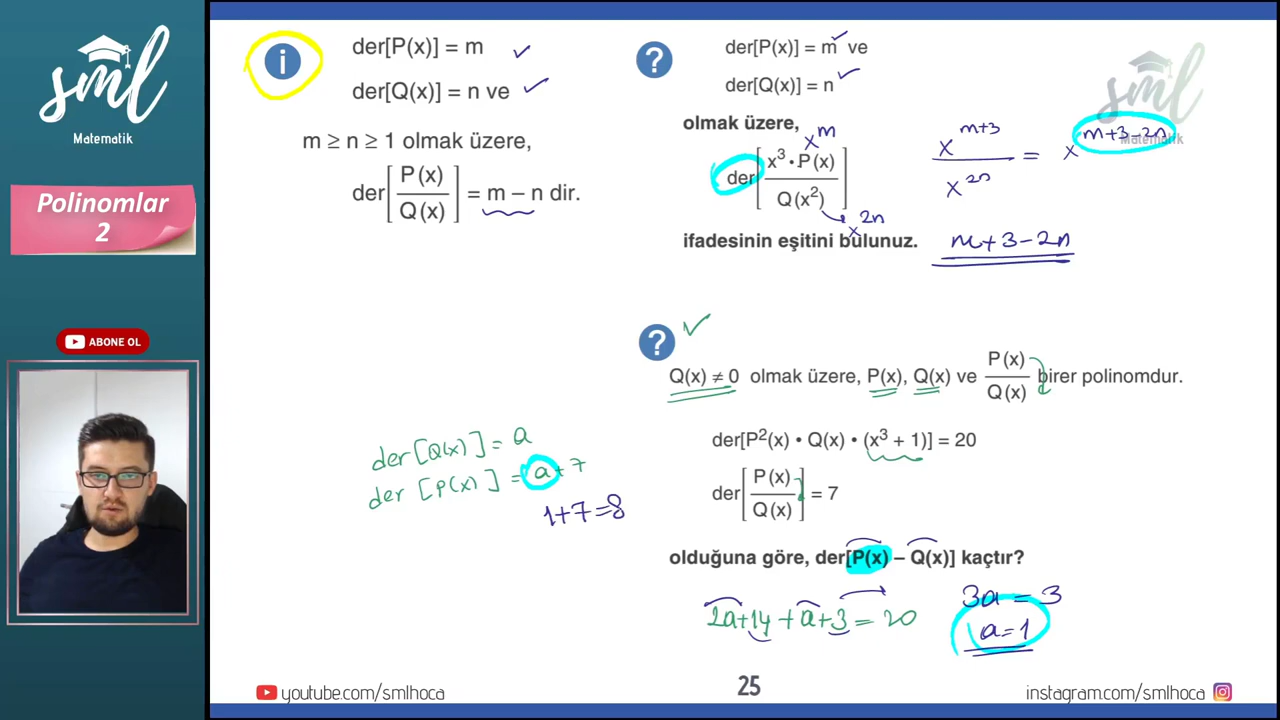 sml
Matematik
Polinomlar
2
ABONE OL
i
der[P(x)] = m
der[Q(x)] = n ve
m ≥ n ≥ 1 olmak üzere,
der[P(x)/Q(x)] = m – n dir.
?
der[P(x)] = m ve
der[Q(x)] = n
olmak üzere,
x^m
der[x³ • P(x)/Q(x²)]
x^2n
ifadesinin eşitini bulunuz.
sml
Matematik
x^m+3 / x^2n = x^m+3-2n
m+3-2n
?
Q(x) ≠ 0 olmak üzere, P(x), Q(x) ve P(x)/Q(x) birer polinomdur.
der[P²(x) • Q(x) • (x³ + 1)] = 20
der[P(x)/Q(x)] = 7
olduğuna göre, der[P(x) – Q(x)] kaçtır?
der[Q(x)] = a
der[P(x)] = a+7
1+7=8
2a+14+a+3=20
3a=3
a=1
youtube.com/smlhoca
25
instagram.com/smlhoca